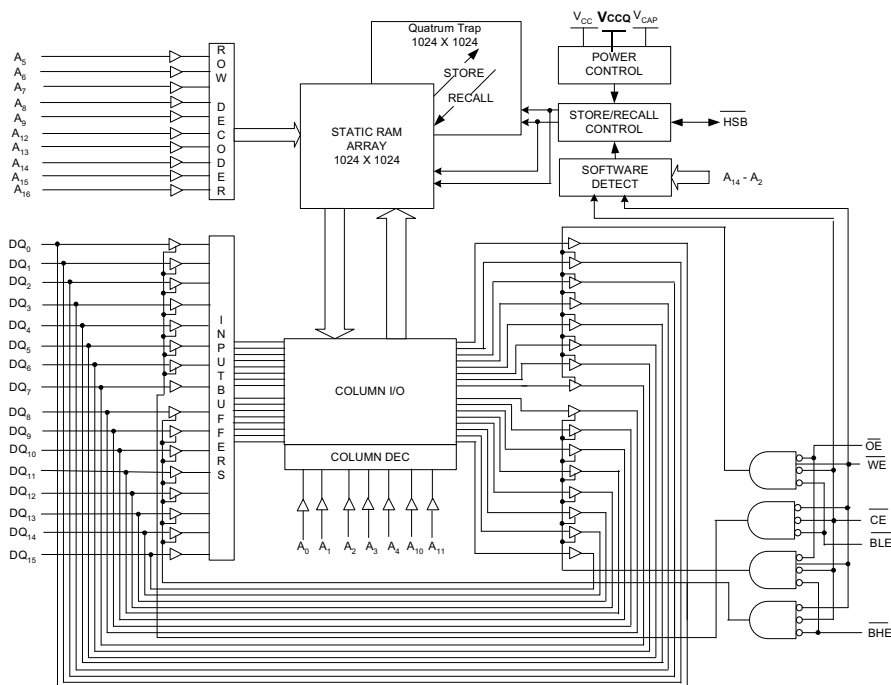 VCC VCCQ VCAP
Quatrum Trap
1024 X 1024
STORE
RECALL
POWER
CONTROL
STORE/RECALL
CONTROL
HSB
SOFTWARE
DETECT
A14 - A2
A5
A6
A7
A8
A9
A12
A13
A14
A15
A16
ROW DECODER
STATIC RAM
ARRAY
1024 X 1024
DQ0
DQ1
DQ2
DQ3
DQ4
DQ5
DQ6
DQ7
DQ8
DQ9
DQ10
DQ11
DQ12
DQ13
DQ14
DQ15
INPUTBUFFERS
COLUMN I/O
COLUMN DEC
A0 A1 A2 A3 A4 A10 A11
OE
WE
CE
BLE
BHE